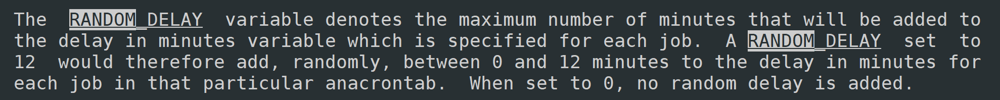 The  RANDOM_DELAY  variable denotes the maximum number of minutes that will be added to
the delay in minutes variable which is specified for each job.  A RANDOM_DELAY  set  to
12  would therefore add, randomly, between 0 and 12 minutes to the delay in minutes for
each job in that particular anacrontab.  When set to 0, no random delay is added.